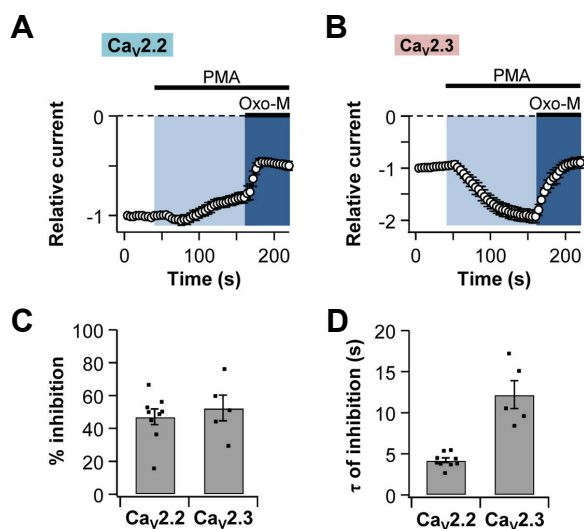 A
CaV2.2
PMA
Oxo-M
0
-1
Relative current
0
100
200
Time (s)
B
CaV2.3
PMA
Oxo-M
0
-1
-2
Relative current
0
100
200
Time (s)
C
100
80
60
40
20
0
% inhibition
CaV2.2 CaV2.3
D
20
15
10
5
0
τ of inhibition (s)
CaV2.2 CaV2.3